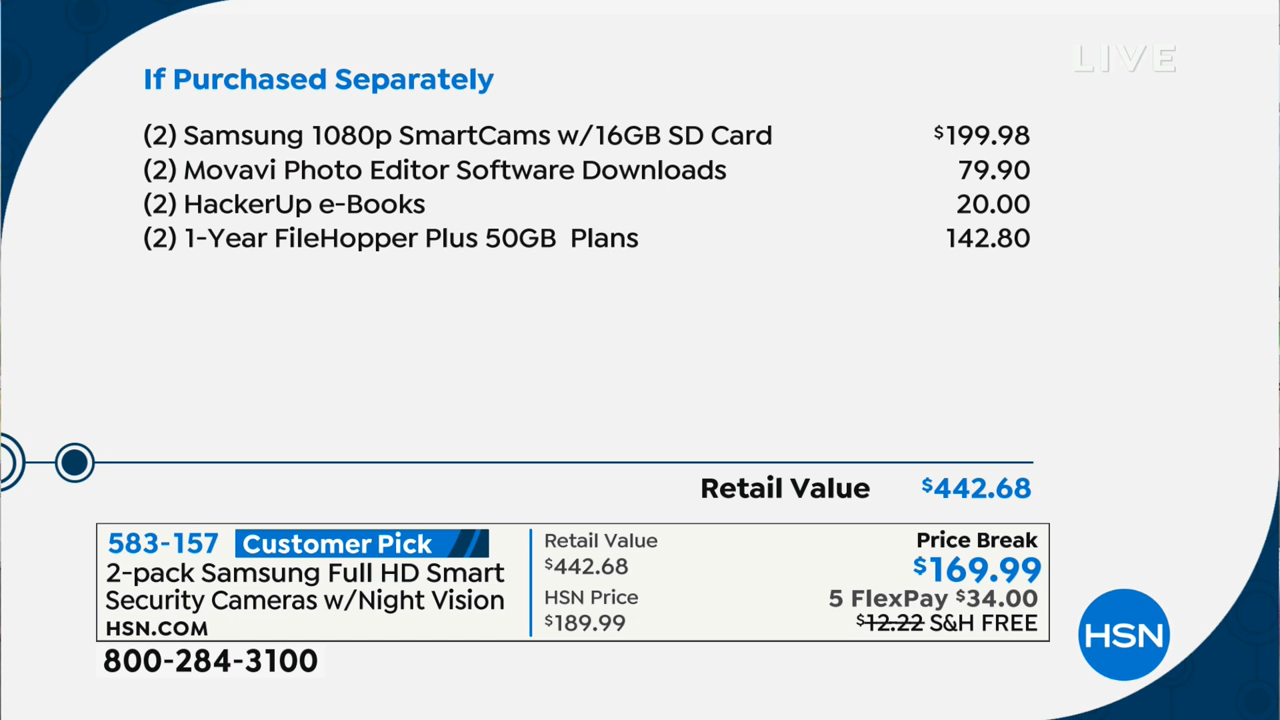 LIVE
If Purchased Separately
(2) Samsung 1080p SmartCams w/16GB SD Card $199.98
(2) Movavi Photo Editor Software Downloads 79.90
(2) HackerUp e-Books 20.00
(2) 1-Year FileHopper Plus 50GB Plans 142.80
Retail Value $442.68
583-157 Customer Pick
2-pack Samsung Full HD Smart
Security Cameras w/Night Vision
HSN.COM
Retail Value
$442.68
HSN Price
$189.99
Price Break
$169.99
5 FlexPay $34.00
$12.22 S&H FREE
HSN
800-284-3100